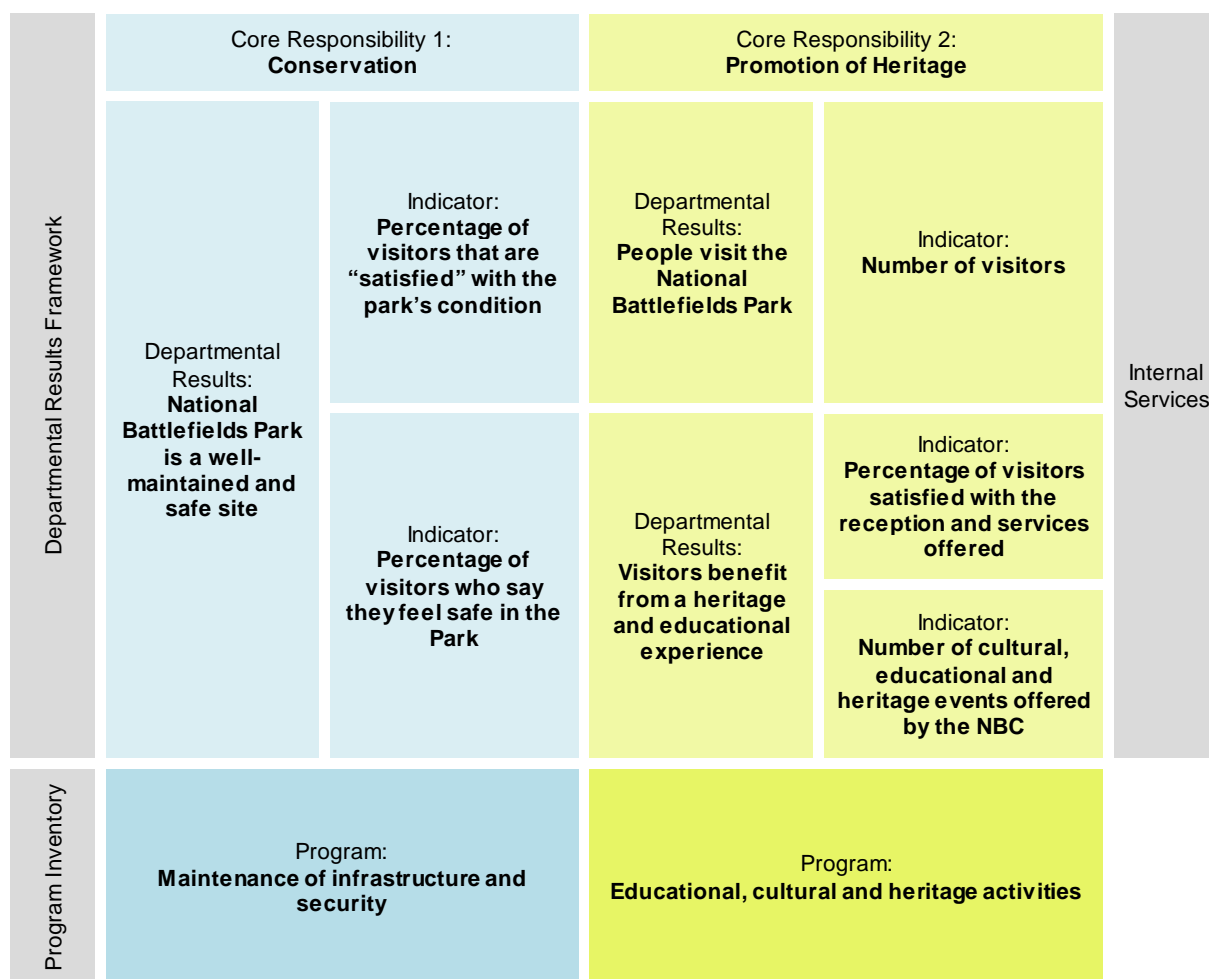 Core Responsibility 1:
Conservation
Core Responsibility 2:
Promotion of Heritage
Departmental Results Framework
Departmental
Results:
National
Battlefields Park
is a well-
maintained and
safe site
Indicator:
Percentage of
visitors that are
“satisfied” with the
park’s condition
Indicator:
Percentage of
visitors who say
they feel safe in the
Park
Departmental
Results:
People visit the
National
Battlefields Park
Indicator:
Number of visitors
Departmental
Results:
Visitors benefit
from a heritage
and educational
experience
Indicator:
Percentage of visitors
satisfied with the
reception and services
offered
Indicator:
Number of cultural,
educational and
heritage events offered
by the NBC
Internal
Services
Program Inventory
Program:
Maintenance of infrastructure and
security
Program:
Educational, cultural and heritage activities